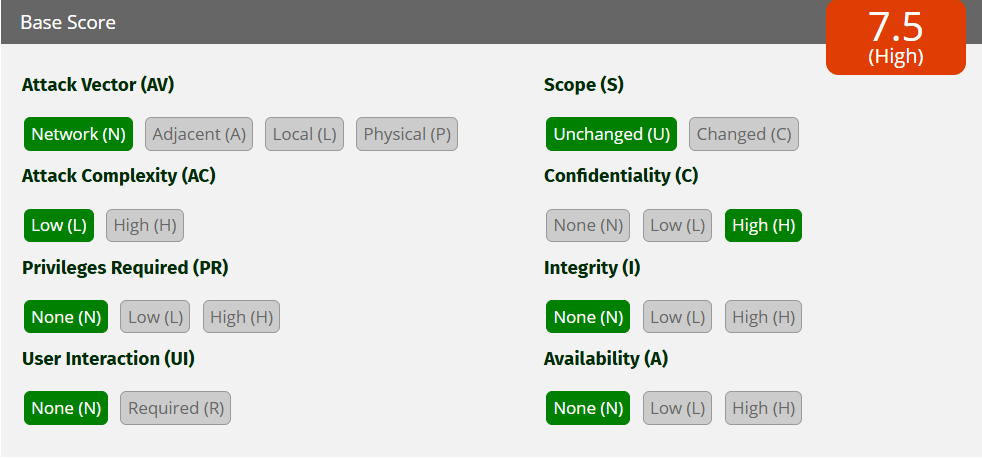 Base Score
7.5
(High)
Attack Vector (AV)
Network (N) Adjacent (A) Local (L) Physical (P)
Attack Complexity (AC)
Low (L) High (H)
Privileges Required (PR)
None (N) Low (L) High (H)
User Interaction (UI)
None (N) Required (R)
Scope (S)
Unchanged (U) Changed (C)
Confidentiality (C)
None (N) Low (L) High (H)
Integrity (I)
None (N) Low (L) High (H)
Availability (A)
None (N) Low (L) High (H)